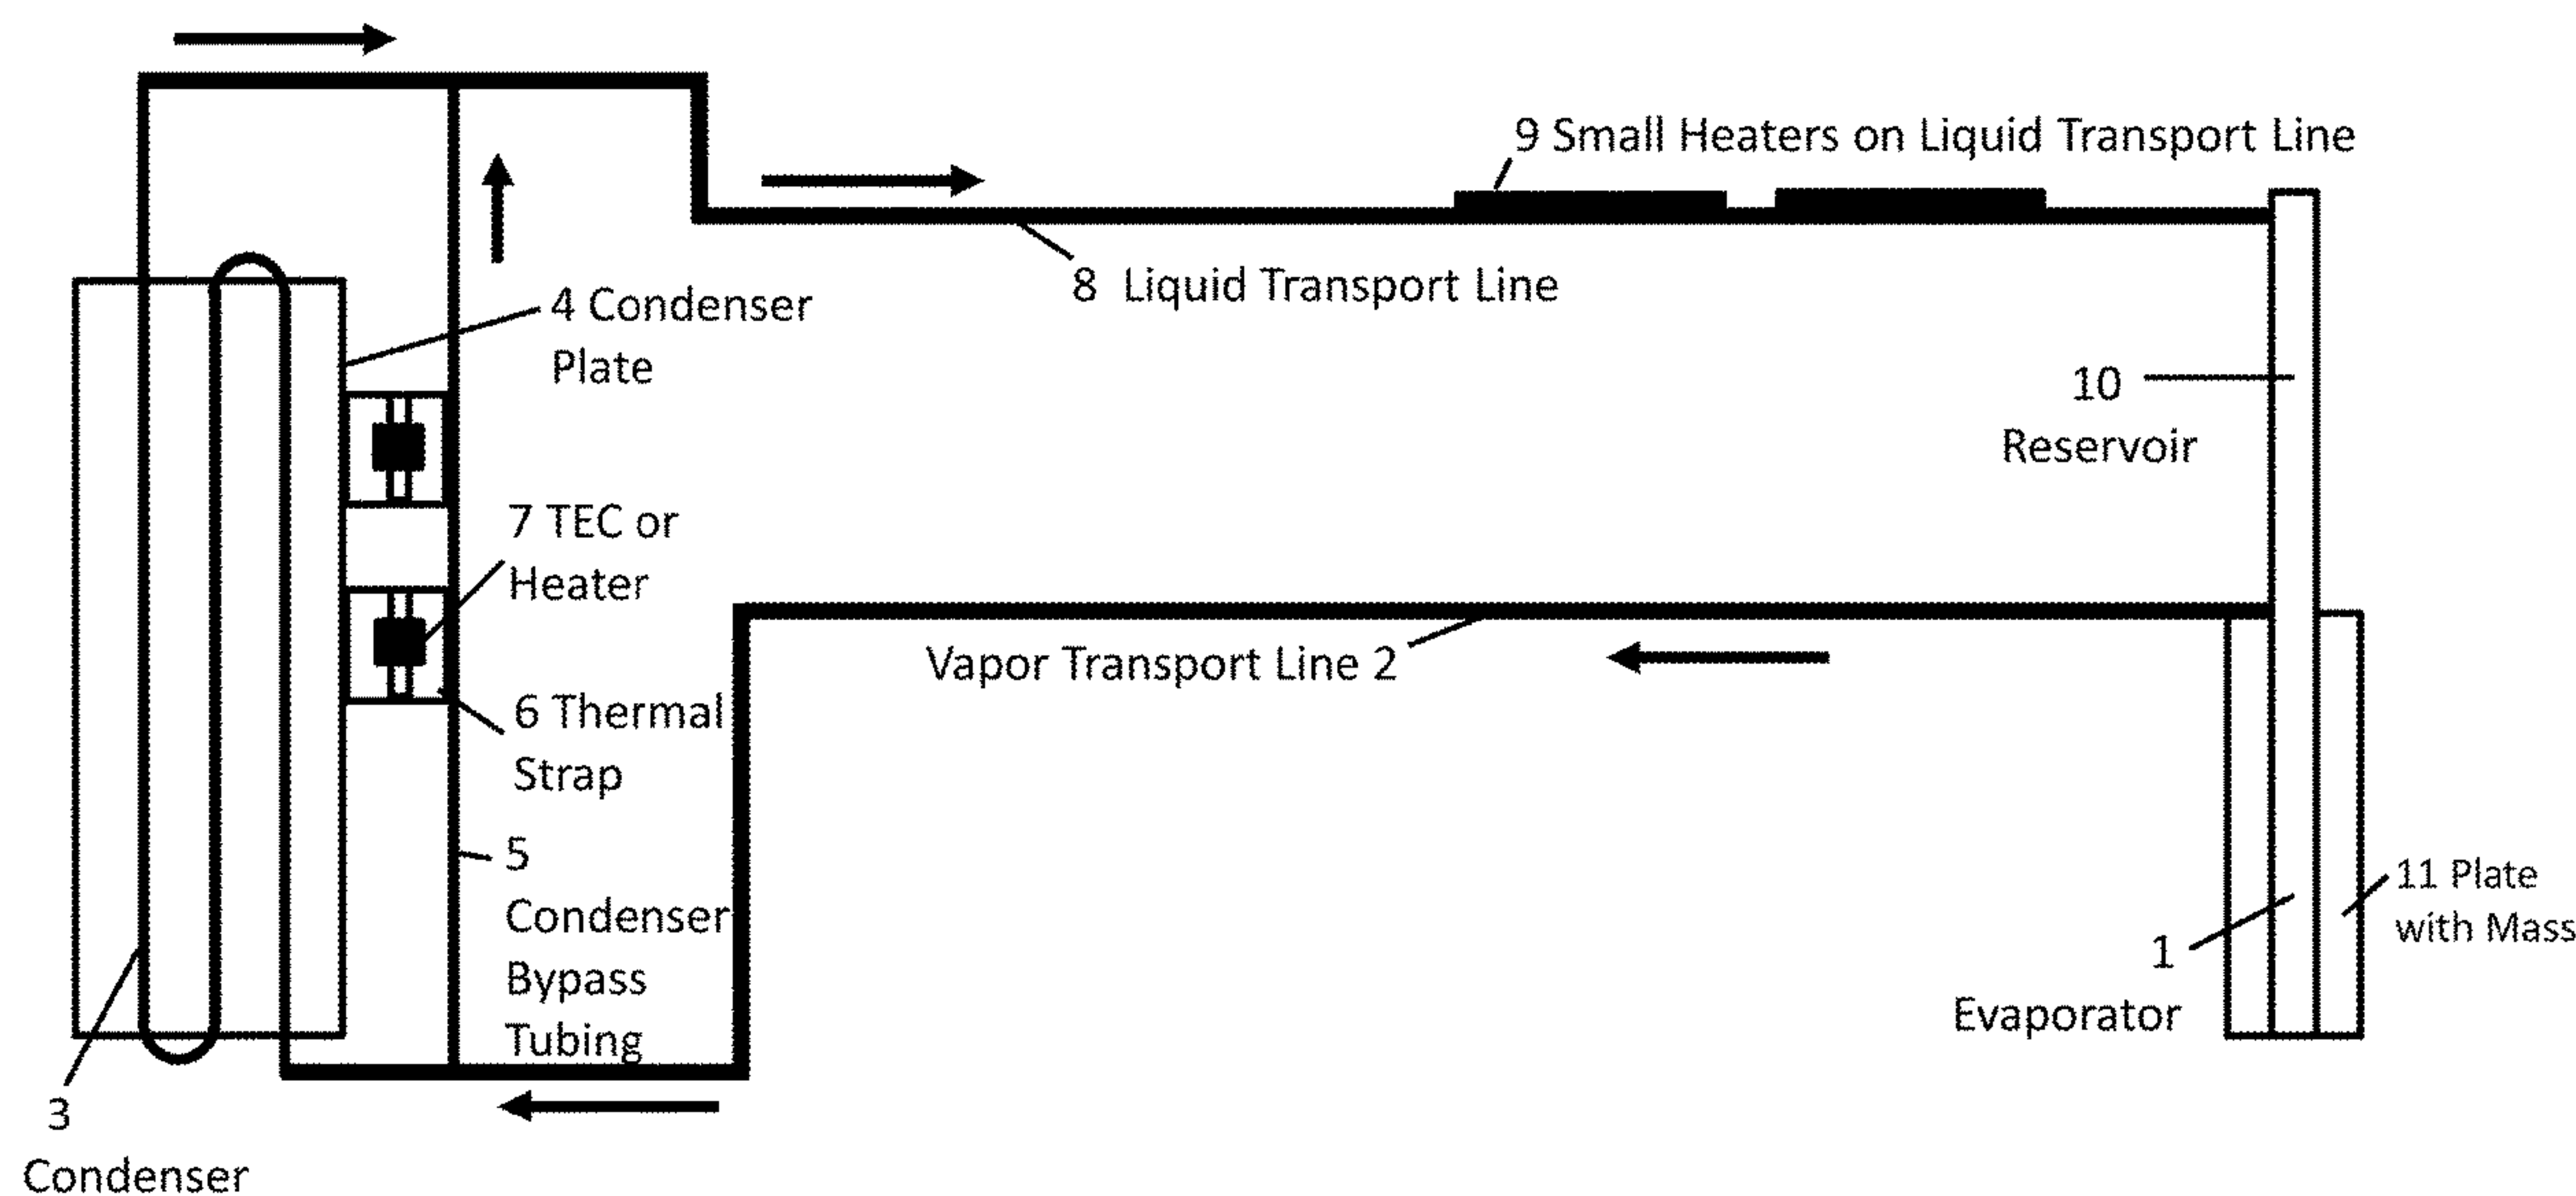 9 Small Heaters on Liquid Transport Line
8 Liquid Transport Line
4 Condenser
Plate
10
Reservoir
7 TEC or
Heater
Vapor Transport Line 2
6 Thermal
Strap
5
Condenser
Bypass
Tubing
11 Plate
with Mass
1
Evaporator
3
Condenser